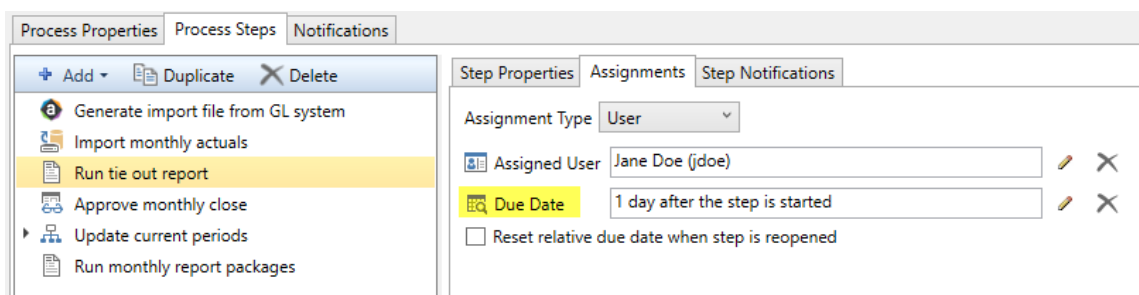 Process Properties Process Steps Notifications
Add Duplicate Delete
Generate import file from GL system
Import monthly actuals
Run tie out report
Approve monthly close
Update current periods
Run monthly report packages
Step Properties Assignments Step Notifications
Assignment Type User
Assigned User Jane Doe (jdoe)
Due Date 1 day after the step is started
Reset relative due date when step is reopened